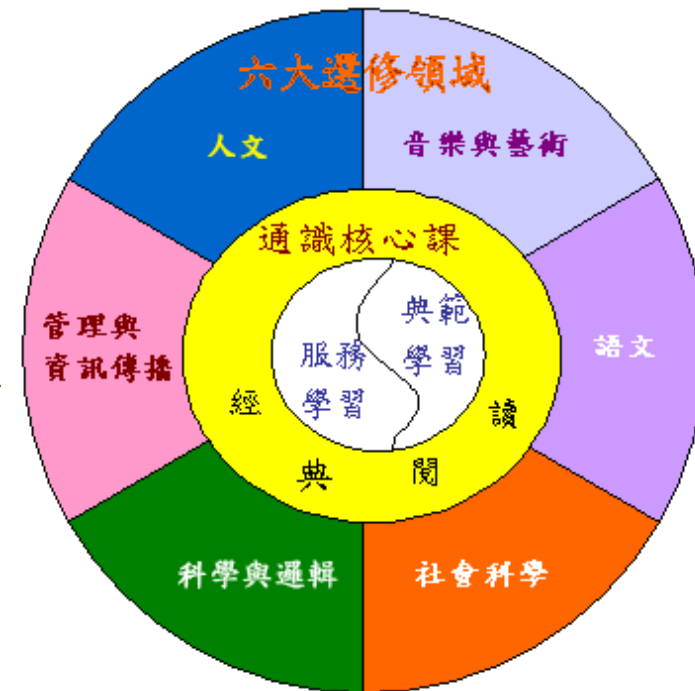 六大選修領域
人文
音樂與藝術
管理與
資訊傳播
語文
科學與邏輯
社會科學
通識核心課
經典閱讀
服務
學習
典範
學習